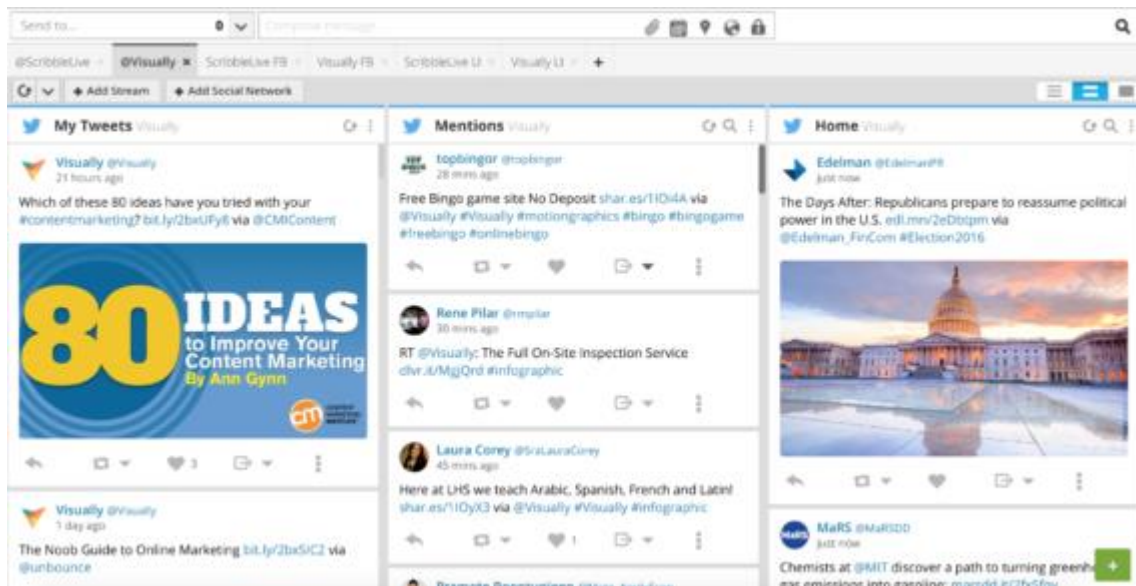 Send to...
0
Compose message
@ScribbleLive
@Visually
ScribbleLive FB
Visually FB
ScribbleLive LI
Visually LI
Add Stream
Add Social Network
My Tweets Visually
Visually @Visually
21 hours ago
Which of these 80 ideas have you tried with your
#contentmarketing? bit.ly/2bxUFy8 via @CMIContent
80 IDEAS
to Improve Your
Content Marketing
By Ann Gynn
cm
CONTENT
MARKETING
INSTITUTE
3
Visually @Visually
1 day ago
The Noob Guide to Online Marketing bit.ly/2bxSIC2 via
@unbounce
Mentions Visually
topbingor @topbingor
28 mins ago
Free Bingo game site No Deposit shar.es/1IDi4A via
@Visually #Visually #motiongraphics #bingo #bingogame
#freebingo #onlinebingo
Rene Pilar @rmpilar
30 mins ago
RT @Visually: The Full On-Site Inspection Service
dlvr.it/MgjQrd #infographic
Laura Corey @SraLauraCorey
45 mins ago
Here at LHS we teach Arabic, Spanish, French and Latin!
shar.es/1IOyX3 via @Visually #Visually #infographic
1
Home Visually
Edelman @EdelmanPR
just now
The Days After: Republicans prepare to reassume political
power in the U.S. edl.mn/2eDbtpm via
@Edelman_FinCom #Election2016
MaRS @MaRSDD
just now
Chemists at @MIT discover a path to turning greenh
gas emissions into gasoline: